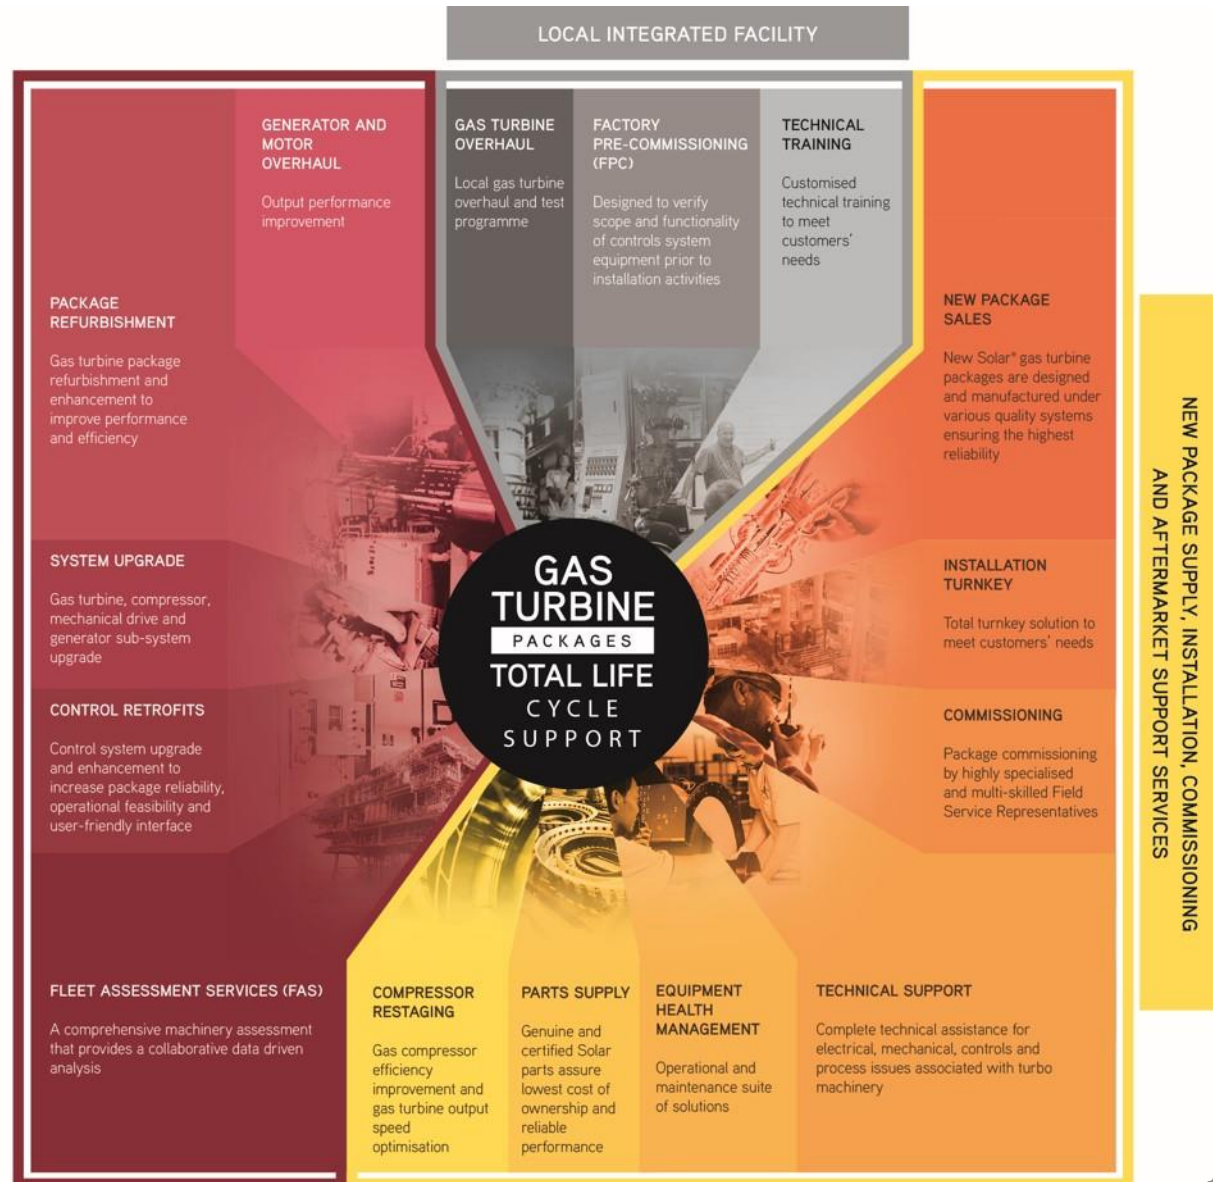 LOCAL INTEGRATED FACILITY
GENERATOR AND
MOTOR
OVERHAUL
Output performance
improvement
GAS TURBINE
OVERHAUL
Local gas turbine
overhaul and test
programme
FACTORY
PRE-COMMISSIONING
(FPC)
Designed to verify
scope and functionality
of controls system
equipment prior to
installation activities
TECHNICAL
TRAINING
Customised
technical training
to meet
customers'
needs
PACKAGE
REFURBISHMENT
Gas turbine package
refurbishment and
enhancement to
improve performance
and efficiency
NEW PACKAGE
SALES
New Solar® gas turbine
packages are designed
and manufactured under
various quality systems
ensuring the highest
reliability
SYSTEM UPGRADE
Gas turbine, compressor,
mechanical drive and
generator sub-system
upgrade
GAS
TURBINE
PACKAGES
TOTAL LIFE
CYCLE
SUPPORT
INSTALLATION
TURNKEY
Total turnkey solution to
meet customers' needs
CONTROL RETROFITS
Control system upgrade
and enhancement to
increase package reliability,
operational feasibility and
user-friendly interface
COMMISSIONING
Package commissioning
by highly specialised
and multi-skilled Field
Service Representatives
FLEET ASSESSMENT SERVICES (FAS)
A comprehensive machinery assessment
that provides a collaborative data driven
analysis
COMPRESSOR
RESTAGING
Gas compressor
efficiency
improvement and
gas turbine output
speed
optimisation
PARTS SUPPLY
Genuine and
certified Solar
parts assure
lowest cost of
ownership and
reliable
performance
EQUIPMENT
HEALTH
MANAGEMENT
Operational and
maintenance suite
of solutions
TECHNICAL SUPPORT
Complete technical assistance for
electrical, mechanical, controls and
process issues associated with turbo
machinery
NEW PACKAGE SUPPLY, INSTALLATION, COMMISSIONING
AND AFTERMARKET SUPPORT SERVICES